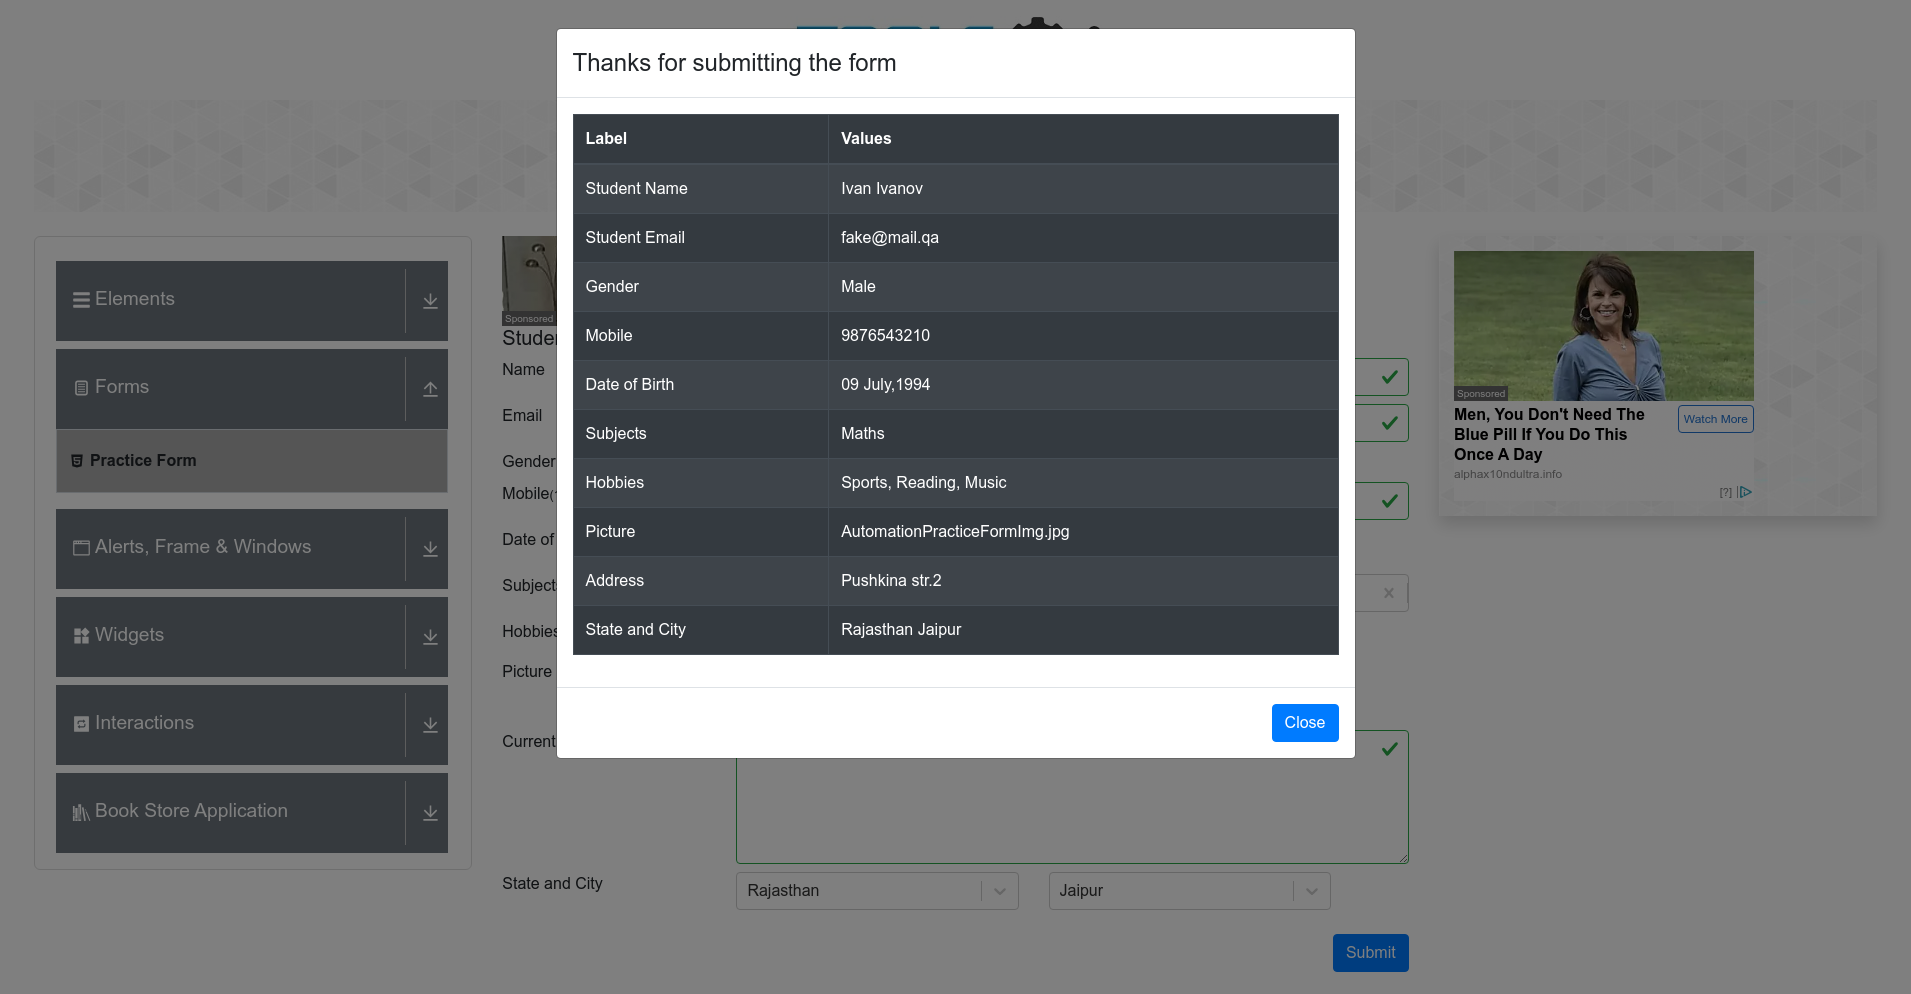 Thanks for submitting the form
Label Values
Student Name Ivan Ivanov
Student Email fake@mail.qa
Gender Male
Mobile 9876543210
Date of Birth 09 July,1994
Subjects Maths
Hobbies Sports, Reading, Music
Picture AutomationPracticeFormImg.jpg
Address Pushkina str.2
State and City Rajasthan Jaipur
Close
Elements
Forms
Practice Form
Alerts, Frame & Windows
Widgets
Interactions
Book Store Application
Sponsored
Name
Email
Gender
Mobile
Date of
Hobbies
Picture
Current
State and City
Rajasthan
Jaipur
Submit
Sponsored
Men, You Don't Need The
Blue Pill If You Do This
Once A Day
Watch More
alphax10ndultra.info
[?]